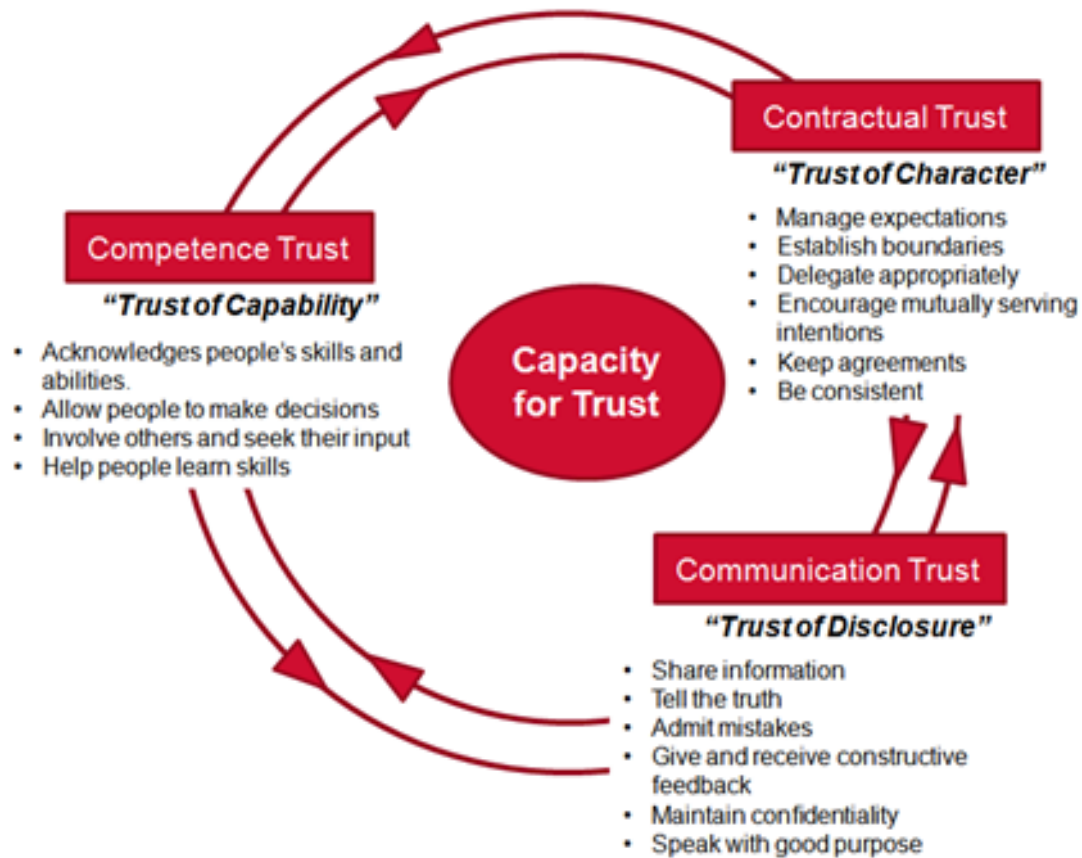 Contractual Trust
“Trust of Character”
• Manage expectations
• Establish boundaries
• Delegate appropriately
• Encourage mutually serving
intentions
• Keep agreements
• Be consistent
Competence Trust
“Trust of Capability”
• Acknowledges people’s skills and
abilities.
• Allow people to make decisions
• Involve others and seek their input
• Help people learn skills
Capacity
for Trust
Communication Trust
“Trust of Disclosure”
• Share information
• Tell the truth
• Admit mistakes
• Give and receive constructive
feedback
• Maintain confidentiality
• Speak with good purpose